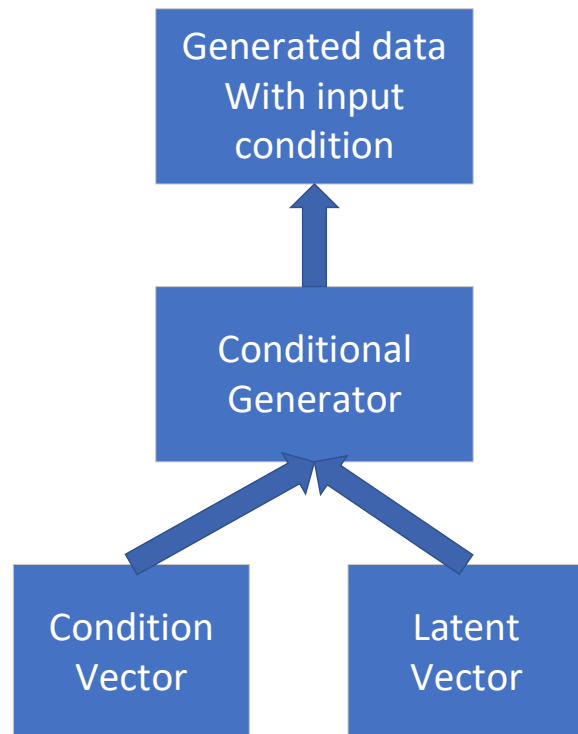 Generated data
With input
condition
Conditional
Generator
Condition
Vector
Latent
Vector